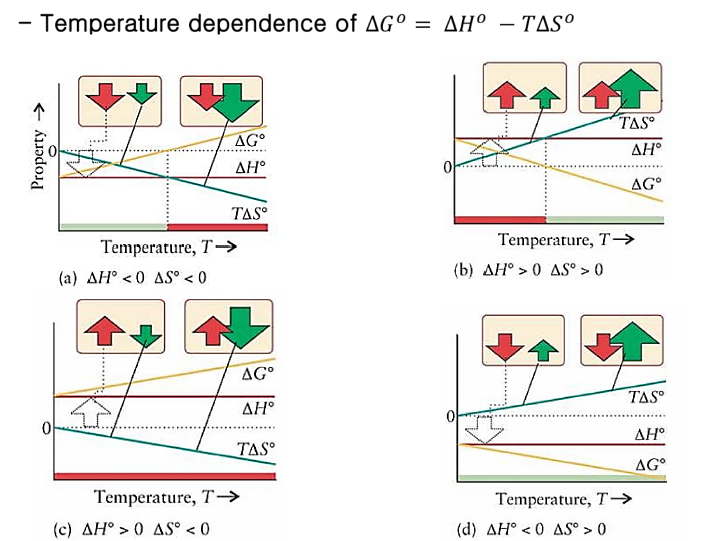 – Temperature dependence of ΔG° = ΔH° − TΔS°
Property →
0
ΔG°
ΔH°
TΔS°
Temperature, T→
(a) ΔH° < 0 ΔS° < 0
0
TΔS°
ΔH°
ΔG°
Temperature, T→
(b) ΔH° > 0 ΔS° > 0
0
ΔG°
ΔH°
TΔS°
Temperature, T→
(c) ΔH° > 0 ΔS° < 0
0
TΔS°
ΔH°
ΔG°
Temperature, T→
(d) ΔH° < 0 ΔS° > 0